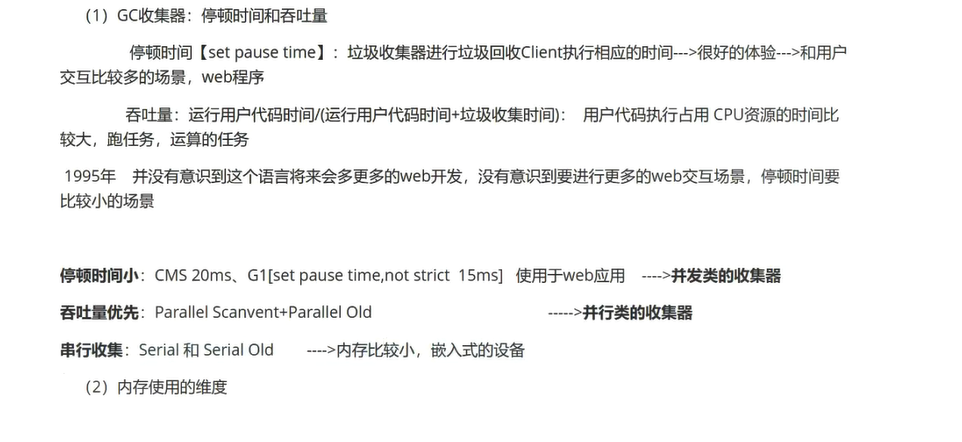 （1）GC收集器：停顿时间和吞吐量
停顿时间【set pause time】：垃圾收集器进行垃圾回收Client执行相应的时间--->很好的体验--->和用户
交互比较多的场景，web程序
吞吐量：运行用户代码时间/(运行用户代码时间+垃圾收集时间)： 用户代码执行占用 CPU资源的时间比
较大，跑任务，运算的任务
1995年 并没有意识到这个语言将来会多更多的web开发，没有意识到要进行更多的web交互场景，停顿时间要
比较小的场景
停顿时间小：CMS 20ms、G1[set pause time,not strict 15ms] 使用于web应用 ---->并发类的收集器
吞吐量优先：Parallel Scanvent+Parallel Old ----->并行类的收集器
串行收集：Serial 和 Serial Old ---->内存比较小，嵌入式的设备
（2）内存使用的维度